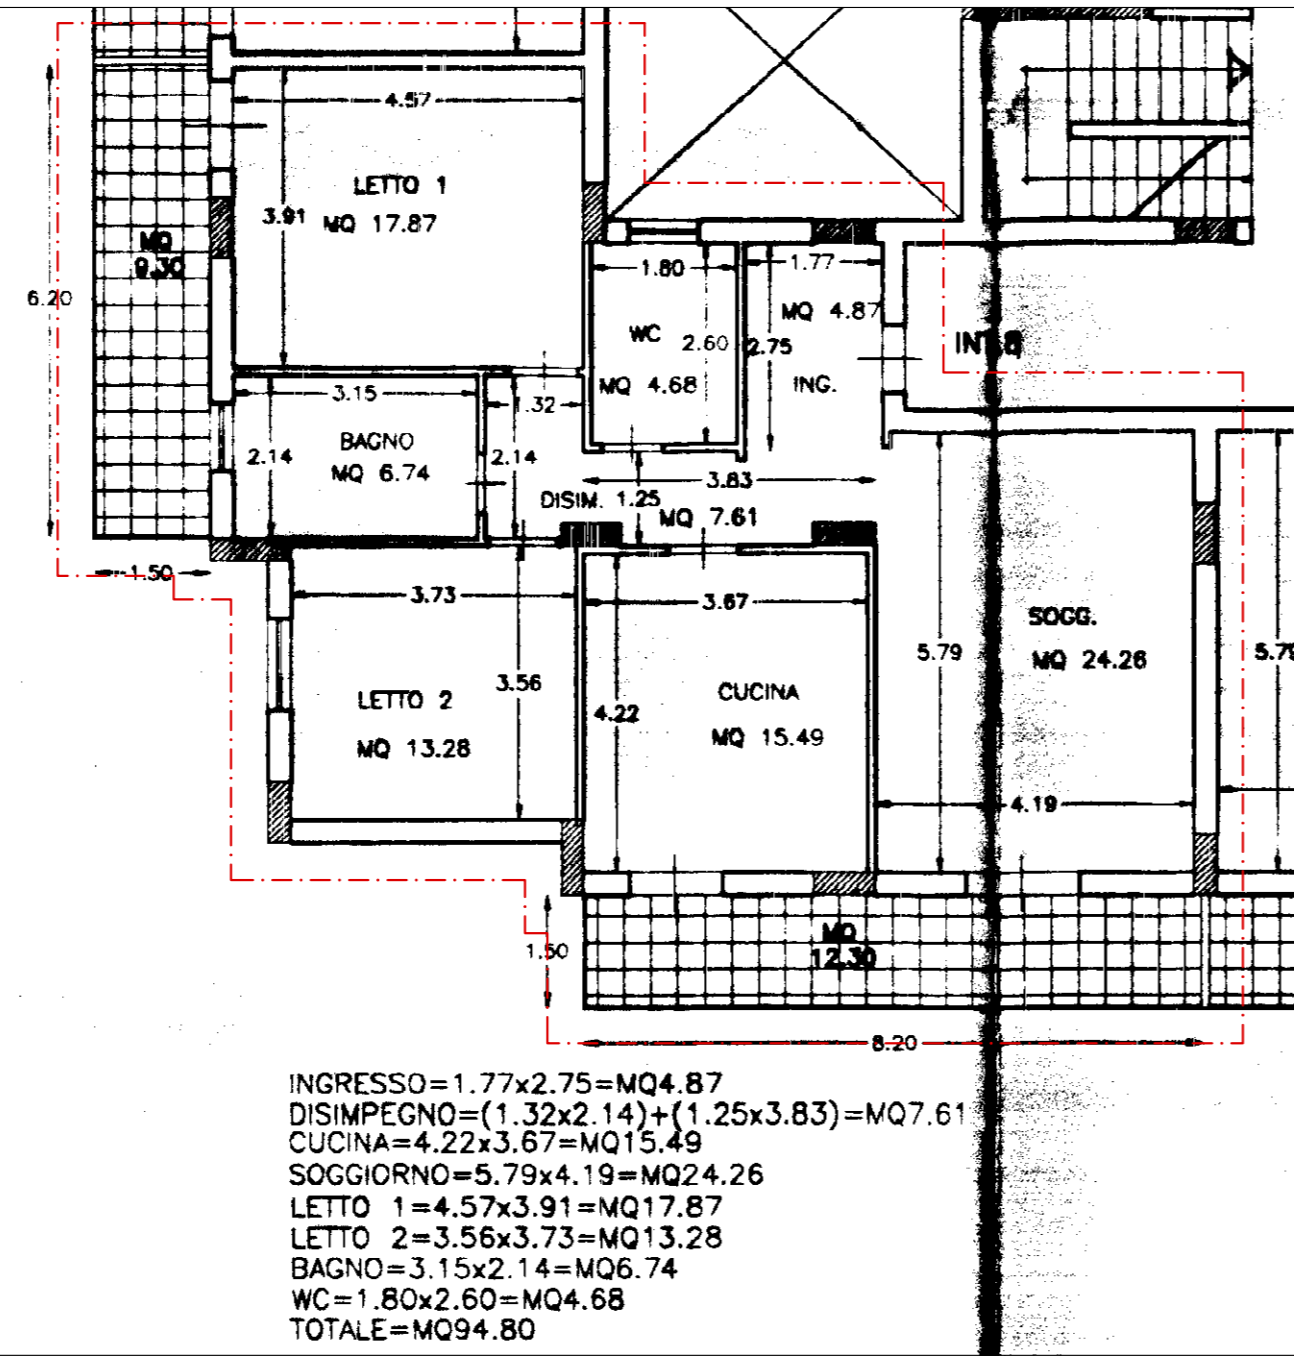 4.57
LETTO 1
3.91
MQ 17.87
MQ
9.30
6.20
1.80
1.77
MQ 4.87
WC
2.60
2.75
INT.8
MQ 4.68
ING.
3.15
1.32
BAGNO
2.14
MQ 6.74
2.14
3.83
DISIM. 1.25
MQ 7.61
1.50
3.73
3.67
SOGG.
5.79
MQ 24.26
5.79
3.56
LETTO 2
CUCINA
4.22
MQ 13.28
MQ 15.49
4.19
1.50
MQ
12.30
8.20
INGRESSO=1.77x2.75=MQ4.87
DISIMPEGNO=(1.32x2.14)+(1.25x3.83)=MQ7.61
CUCINA=4.22x3.67=MQ15.49
SOGGIORNO=5.79x4.19=MQ24.26
LETTO 1=4.57x3.91=MQ17.87
LETTO 2=3.56x3.73=MQ13.28
BAGNO=3.15x2.14=MQ6.74
WC=1.80x2.60=MQ4.68
TOTALE=MQ94.80